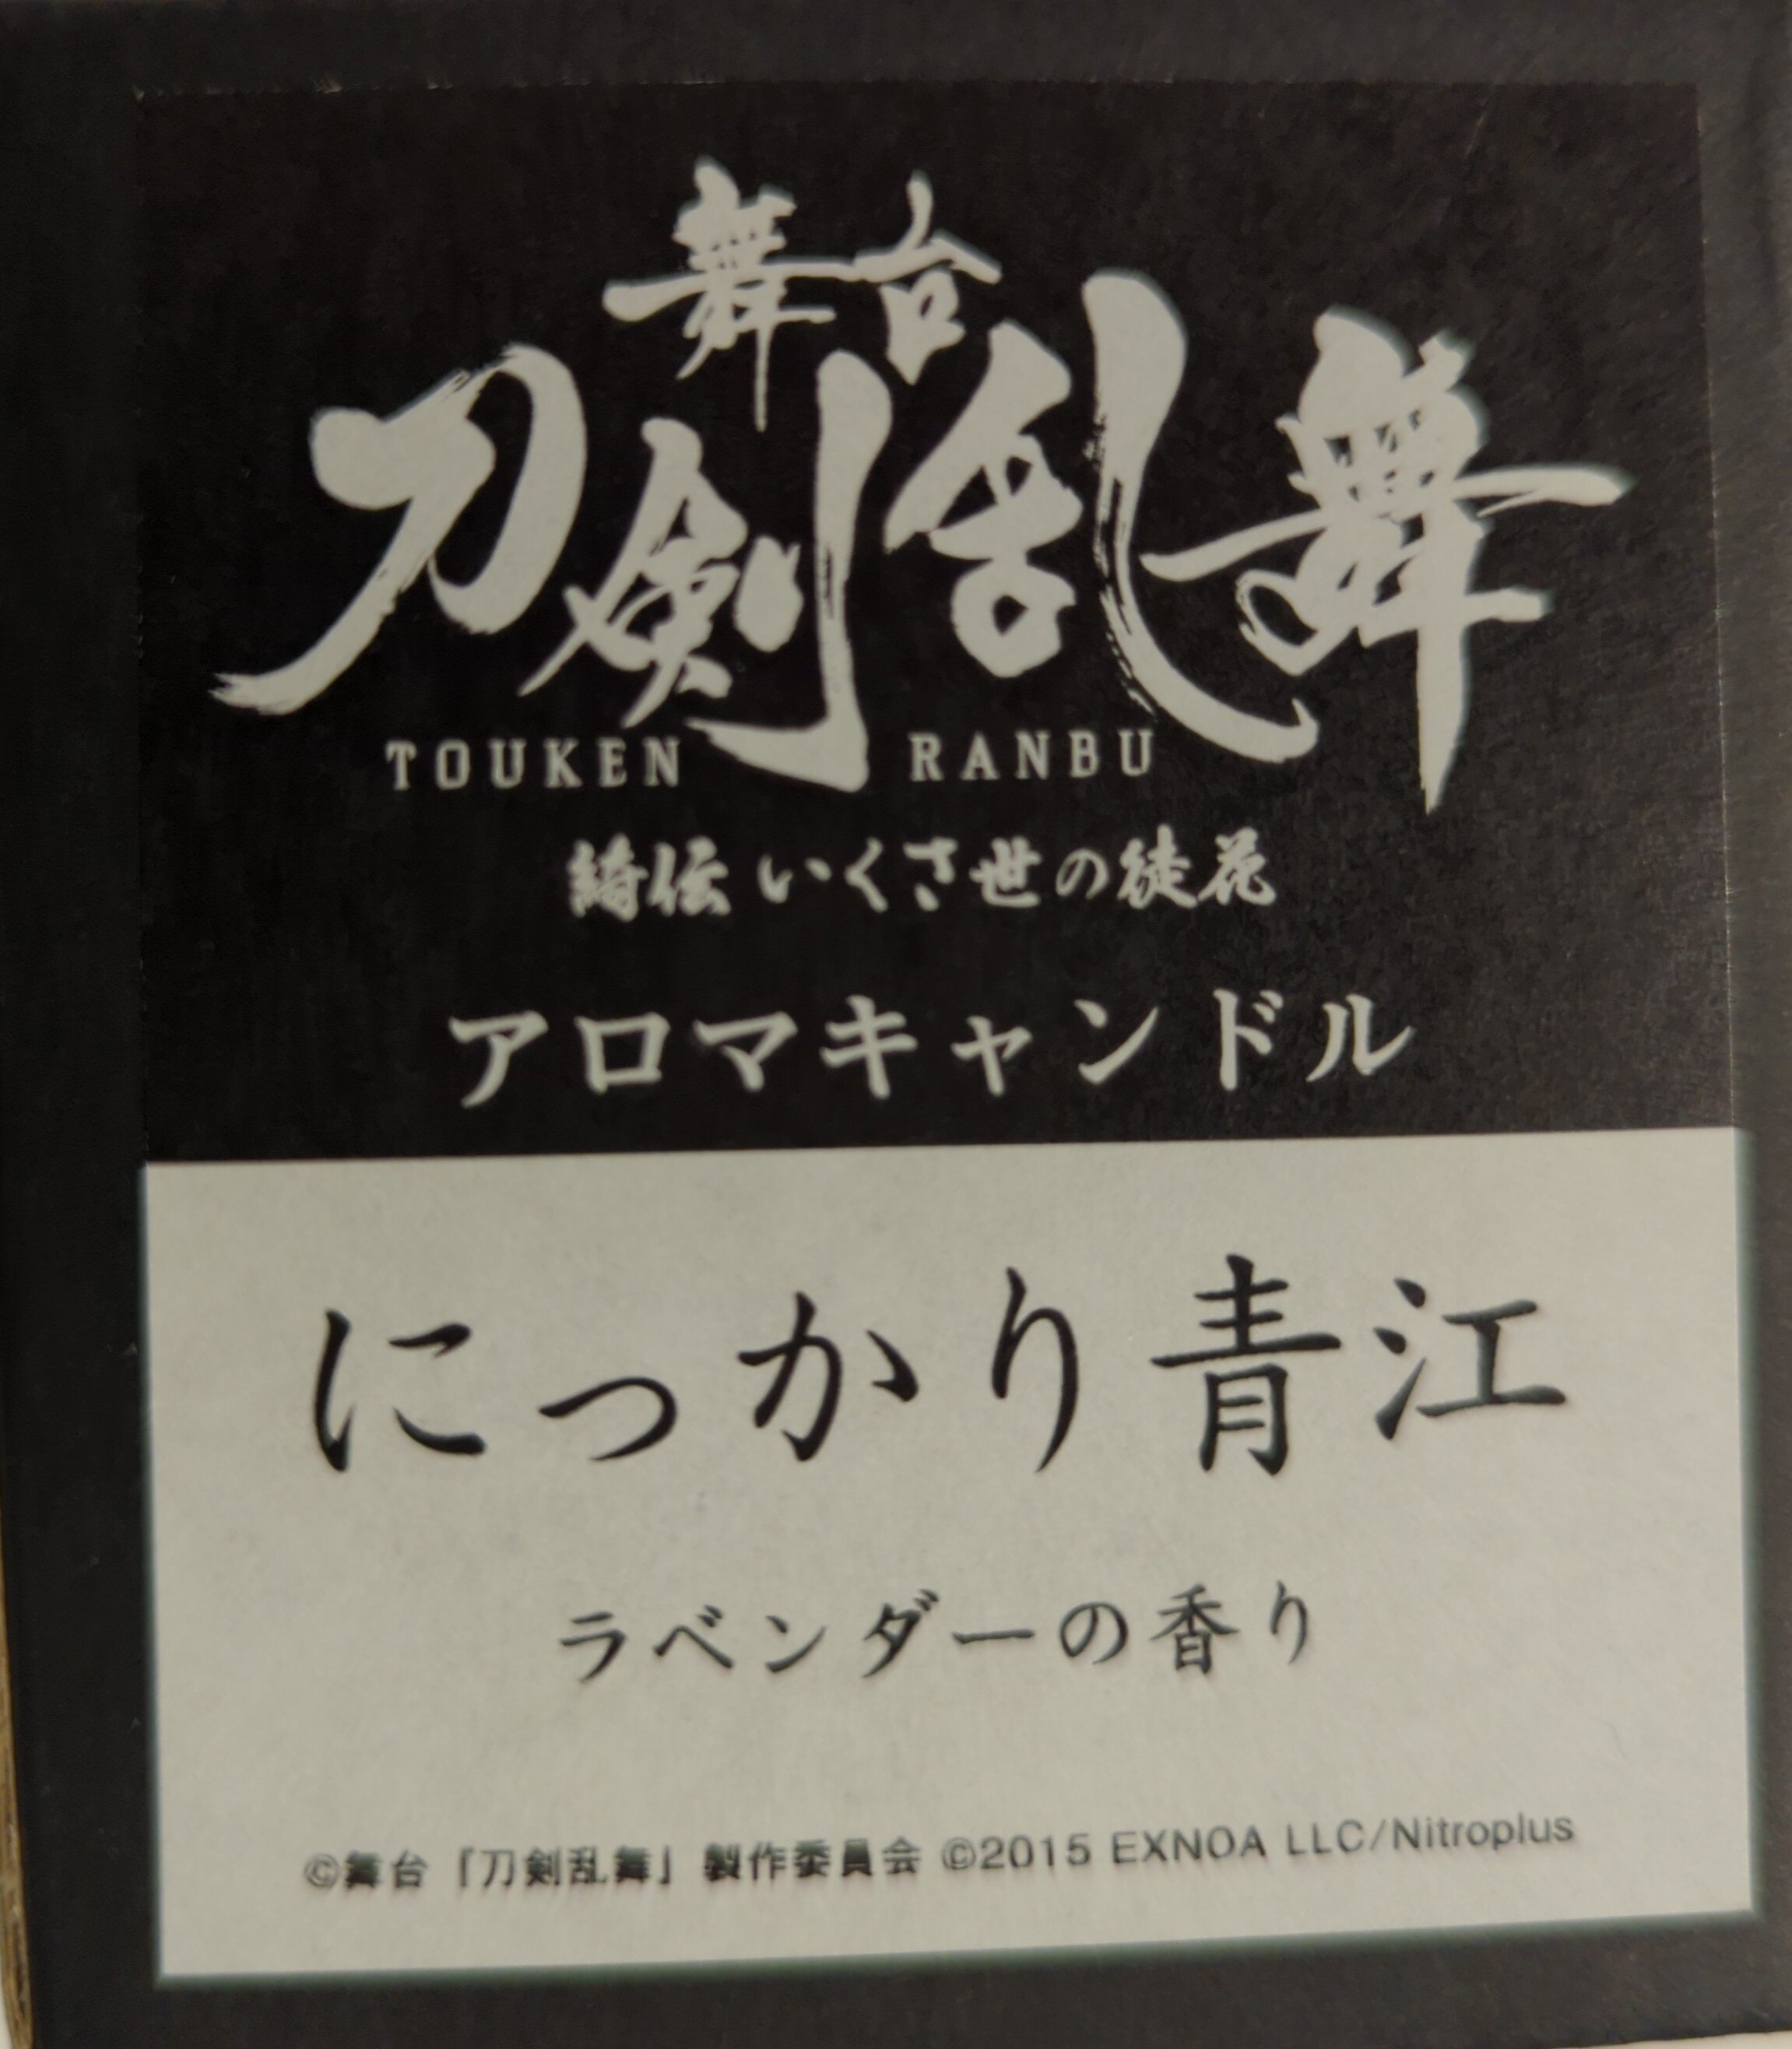 舞台
刀剣乱舞
TOUKEN RANBU
綺伝 いくさ世の徒花
アロマキャンドル
にっかり青江
ラベンダーの香り
©舞台『刀剣乱舞』製作委員会 ©2015 EXNOA LLC/Nitroplus